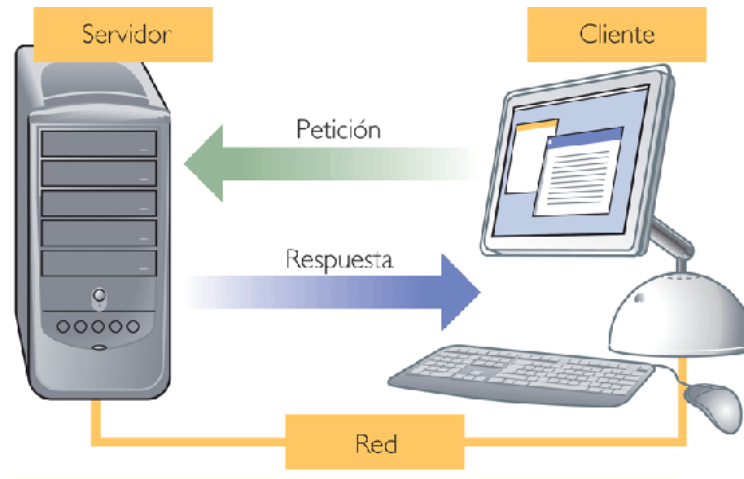 Servidor
Cliente
Petición
Respuesta
Red